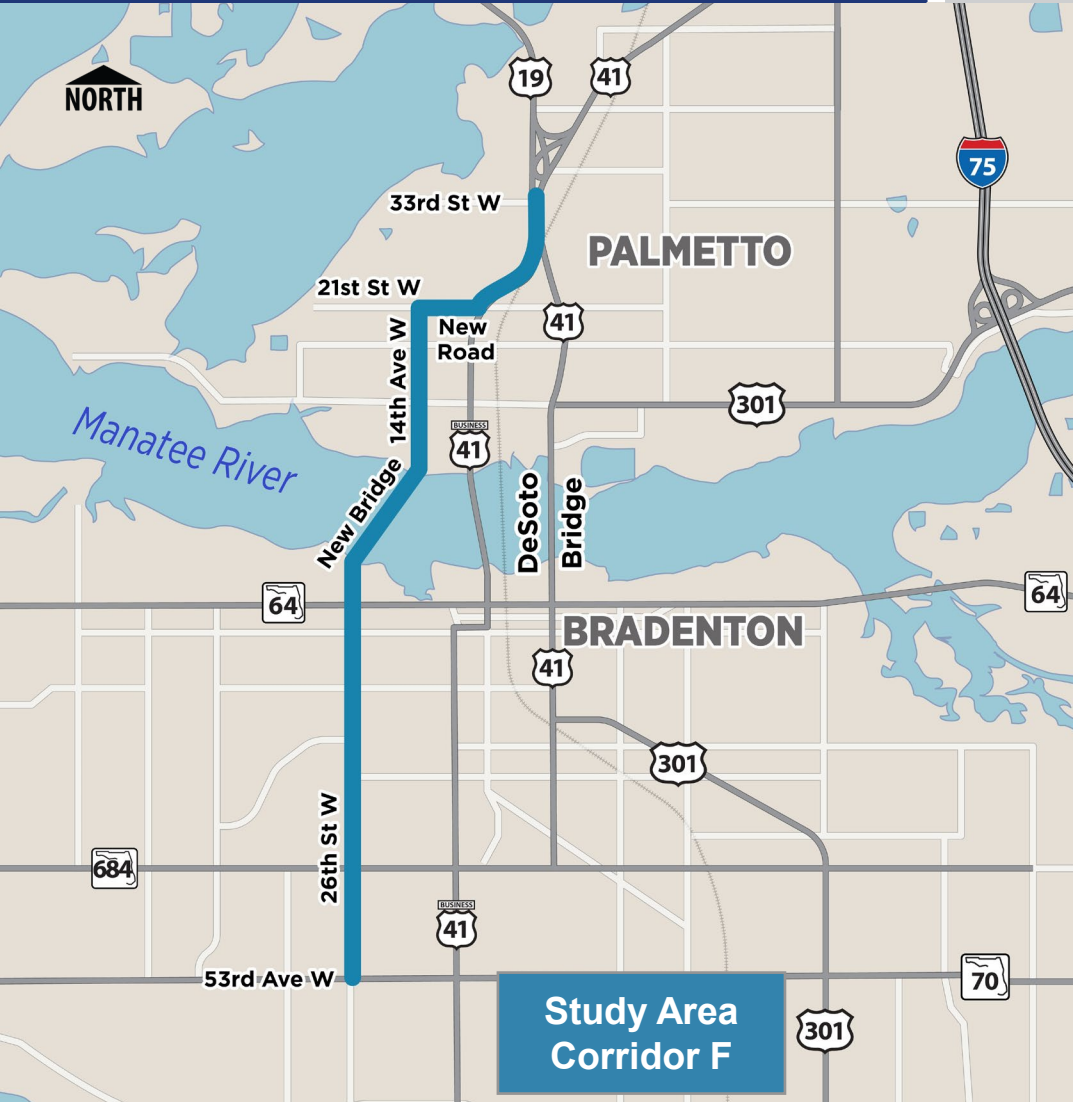 NORTH
19
41
75
33rd St W
PALMETTO
21st St W
New
Road
41
14th Ave W
301
BUSINESS
41
Manatee River
New Bridge
DeSoto
Bridge
64
64
BRADENTON
41
301
26th St W
684
BUSINESS
41
53rd Ave W
70
Study Area
Corridor F
301